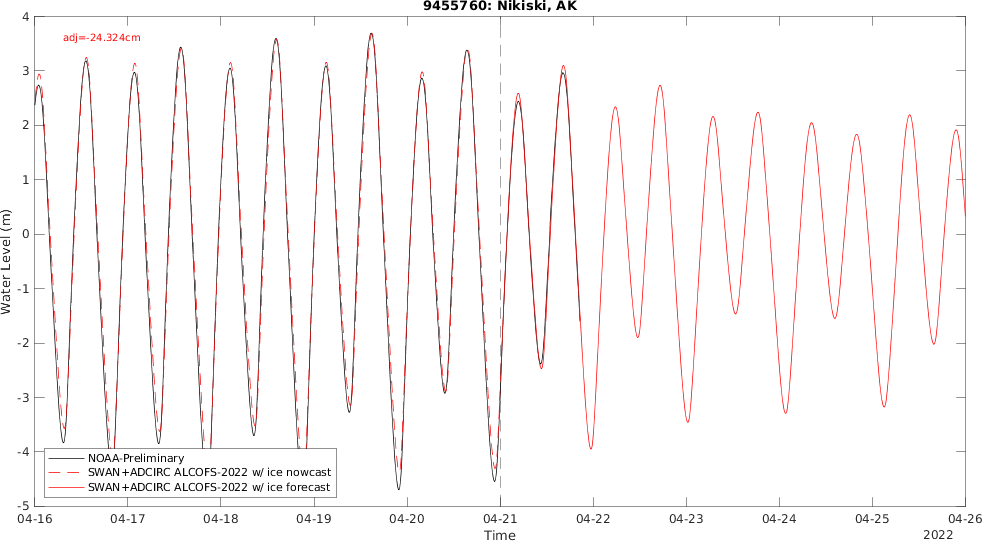 9455760: Nikiski, AK
adj=-24.324cm
4
3
2
1
0
-1
-2
-3
-4
-5
Water Level (m)
NOAA-Preliminary
SWAN+ADCIRC ALCOFS-2022 w/ ice nowcast
SWAN+ADCIRC ALCOFS-2022 w/ ice forecast
04-16 04-17 04-18 04-19 04-20 04-21 04-22 04-23 04-24 04-25 04-26
Time
2022